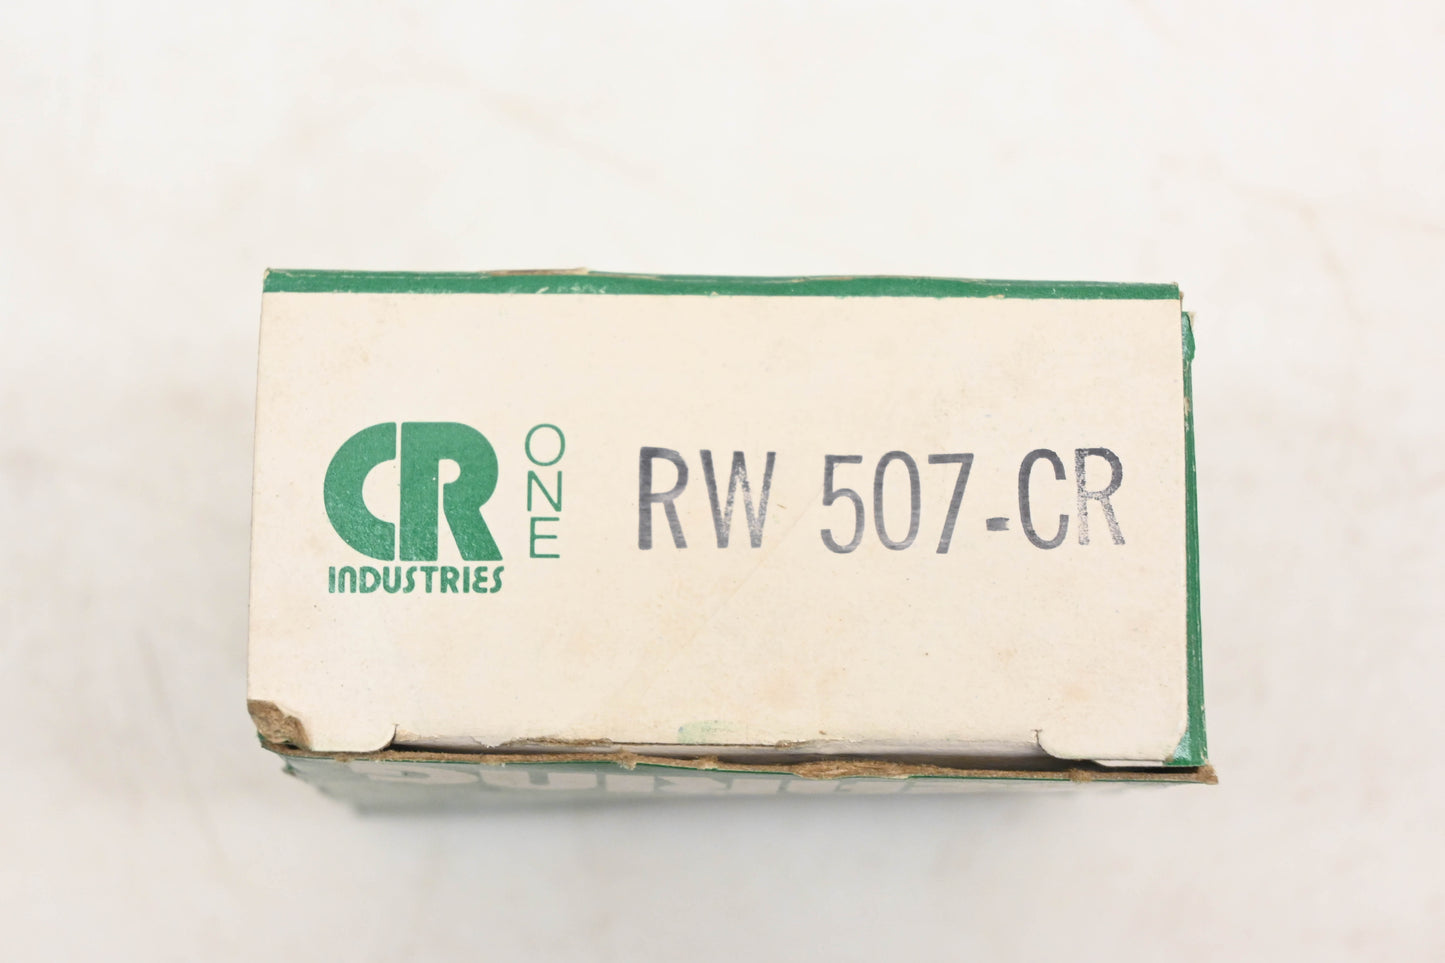 CR
INDUSTRIES
ONE
RW 507-CR